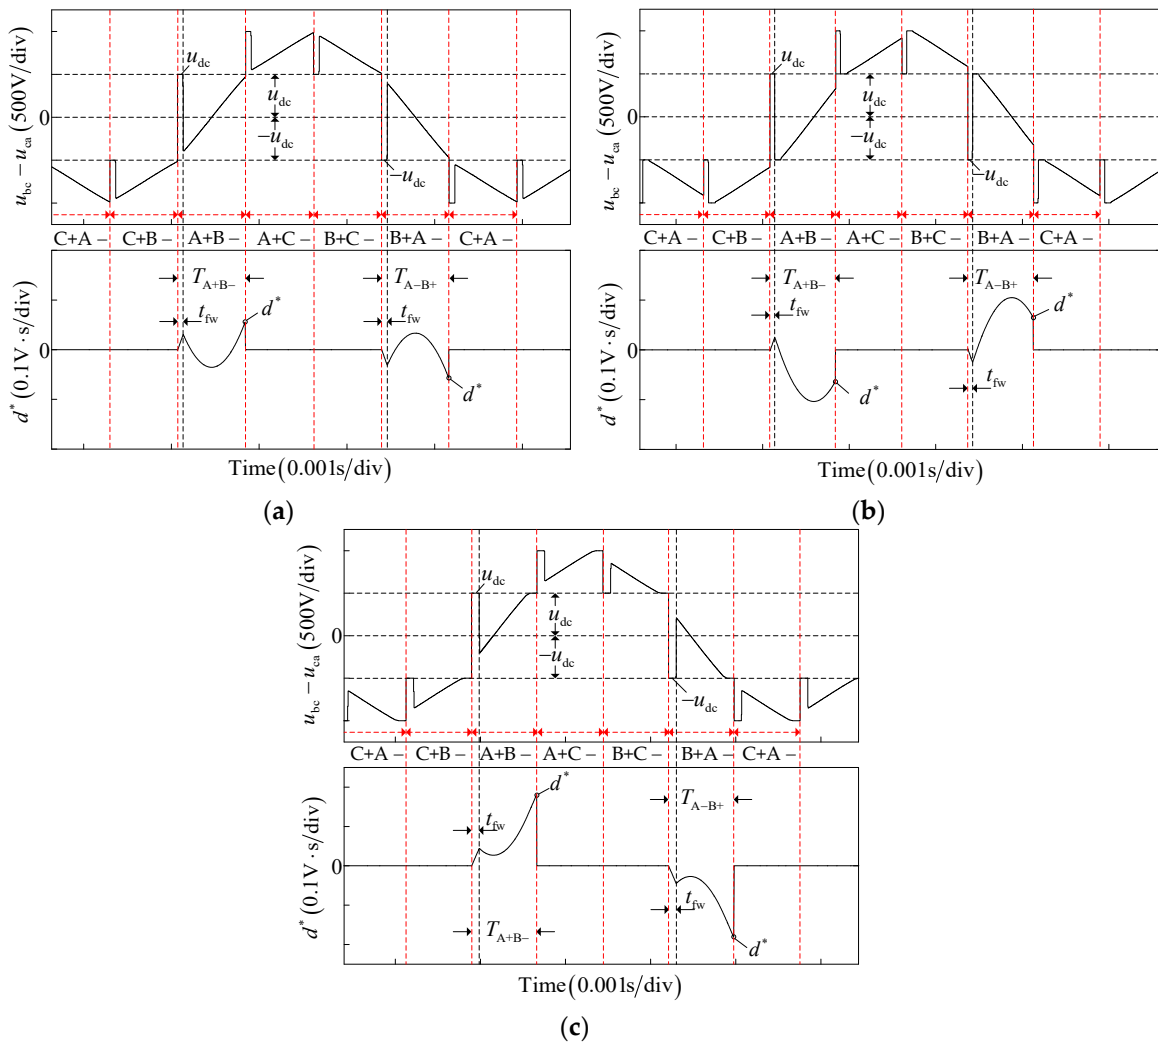 u_bc − u_ca (500V/div)
0
u_dc
u_dc
−u_dc
−u_dc
C+A − C+B − A+B − A+C − B+C − B+A − C+A −
d* (0.1V · s/div)
0
T_A+B−
t_fw
d*
T_A−B+
t_fw
d*
Time(0.001s/div)
(a)
u_bc − u_ca (500V/div)
0
u_dc
u_dc
−u_dc
−u_dc
C+A − C+B − A+B − A+C − B+C − B+A − C+A −
d* (0.1V · s/div)
0
T_A+B−
t_fw
d*
T_A−B+
t_fw
d*
Time(0.001s/div)
(b)
u_bc − u_ca (500V/div)
0
u_dc
u_dc
−u_dc
−u_dc
C+A − C+B − A+B − A+C − B+C − B+A − C+A −
d* (0.1V · s/div)
0
d*
t_fw
T_A+B−
T_A−B+
t_fw
d*
Time(0.001s/div)
(c)